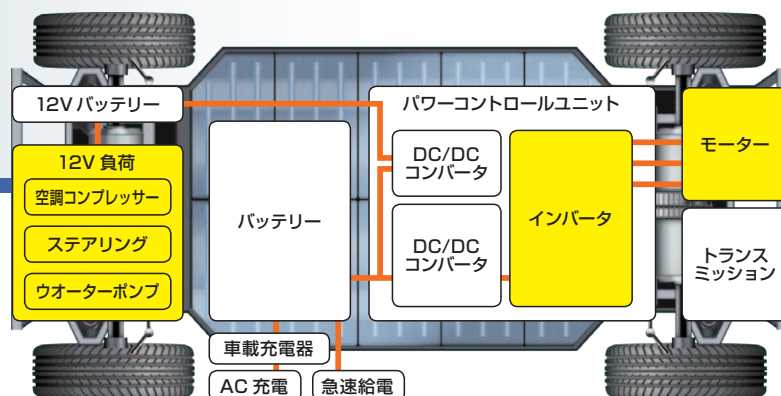 12Vバッテリー
12V 負荷
空調コンプレッサー
ステアリング
ウオーターポンプ
バッテリー
車載充電器
AC 充電
急速給電
パワーコントロールユニット
DC/DC
コンバータ
DC/DC
コンバータ
インバータ
モーター
トランス
ミッション